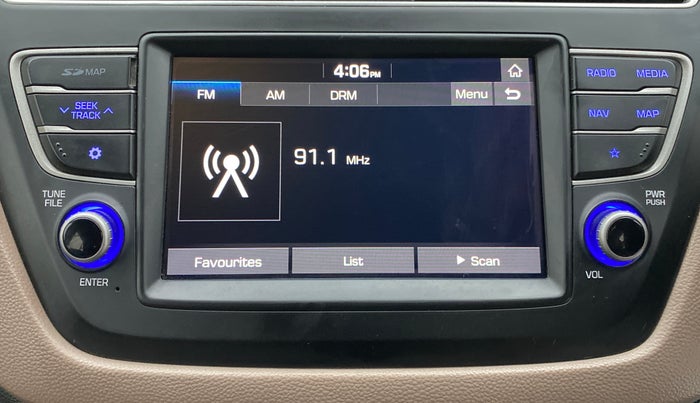 4:06 PM
SD MAP
RADIO MEDIA
FM AM DRM Menu
SEEK
TRACK
NAV MAP
91.1 MHz
TUNE
FILE
PWR
PUSH
Favourites List Scan
ENTER
VOL